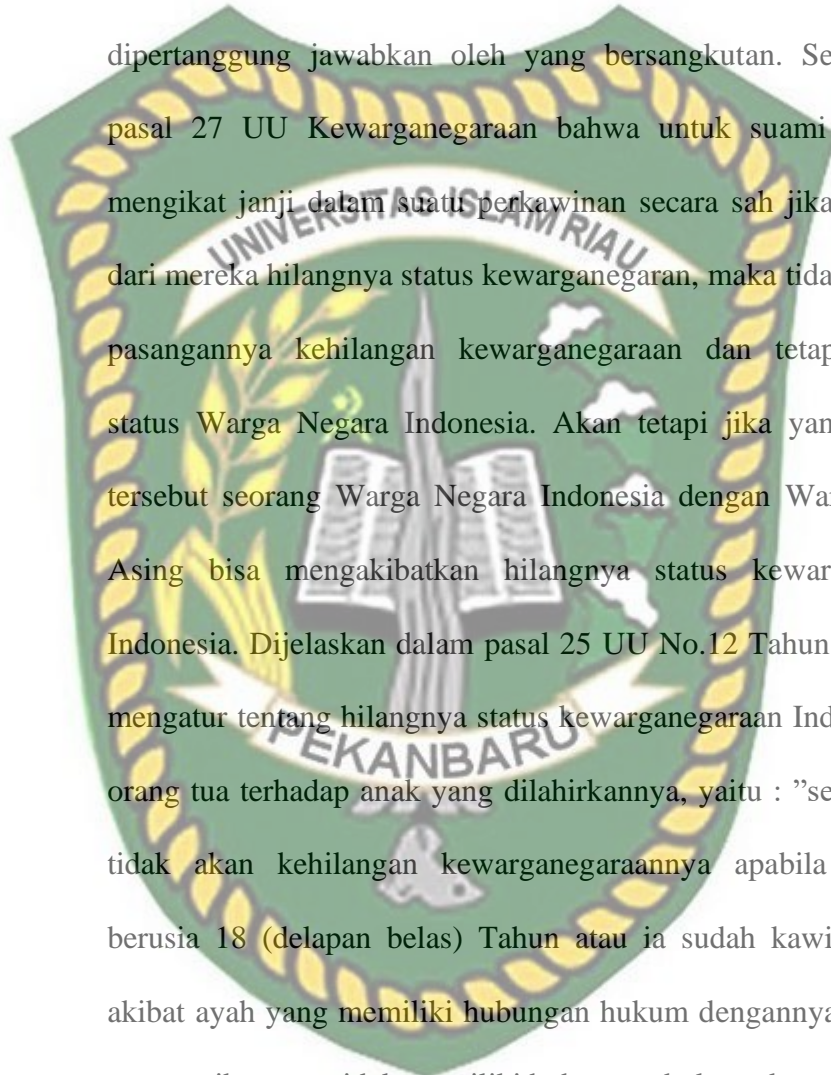 dipertanggung jawabkan oleh yang bersangkutan. Se
pasal 27 UU Kewarganegaraan bahwa untuk suami
mengikat janji dalam suatu perkawinan secara sah jika
UNIVERSITAS ISLAM RIAU
dari mereka hilangnya status kewarganegaran, maka tida
pasangannya kehilangan kewarganegaraan dan tetap
status Warga Negara Indonesia. Akan tetapi jika yan
tersebut seorang Warga Negara Indonesia dengan War
Asing bisa mengakibatkan hilangnya status kewar
Indonesia. Dijelaskan dalam pasal 25 UU No.12 Tahun
mengatur tentang hilangnya status kewarganegaraan Ind
PEKANBARU
orang tua terhadap anak yang dilahirkannya, yaitu : ”se
tidak akan kehilangan kewarganegaraannya apabila
berusia 18 (delapan belas) Tahun atau ia sudah kawi
akibat ayah yang memiliki hubungan hukum dengannya